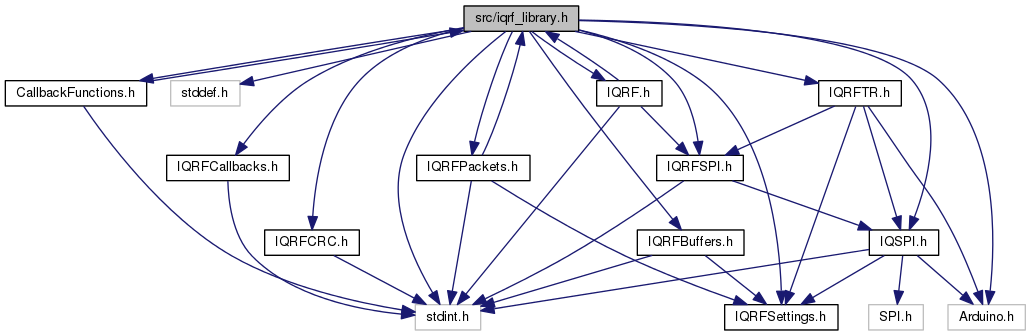 src/iqrf_library.h
CallbackFunctions.h
stddef.h
IQRF.h
IQRFTR.h
IQRFCallbacks.h
IQRFPackets.h
IQRFSPI.h
IQRFCRC.h
IQRFBuffers.h
IQSPI.h
stdint.h
IQRFSettings.h
SPI.h
Arduino.h